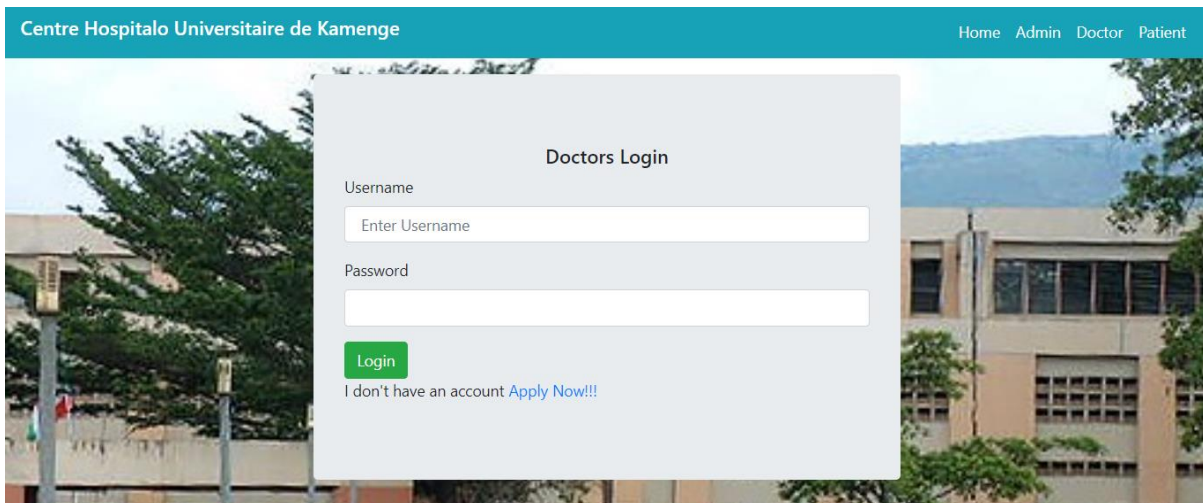 Centre Hospitalo Universitaire de Kamenge
Home Admin Doctor Patient
Doctors Login
Username
Enter Username
Password
Login
I don't have an account Apply Now!!!